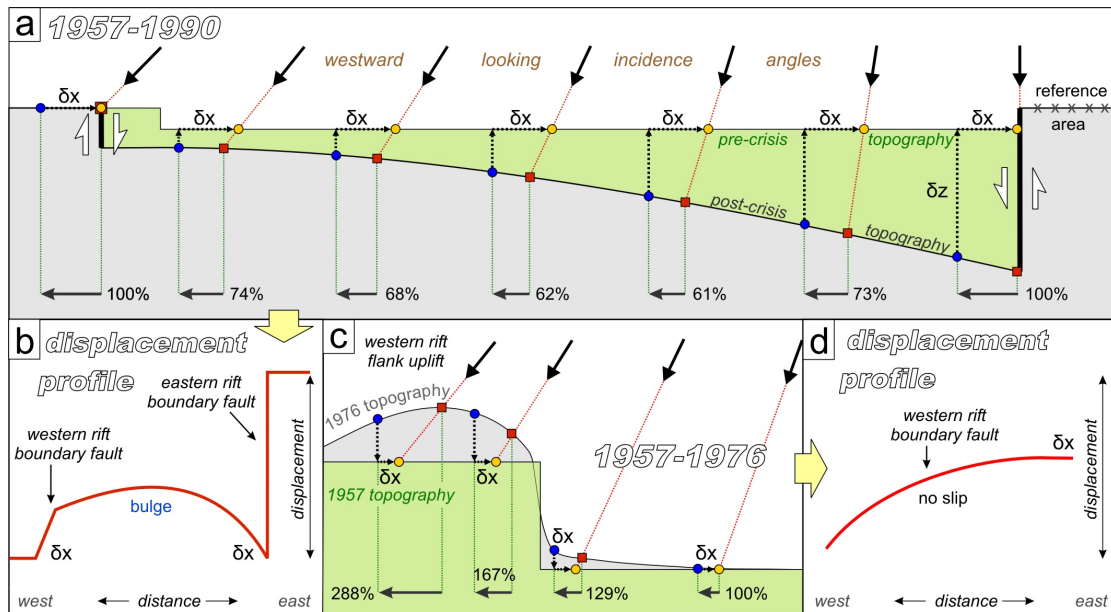 a 1957-1990
westward looking incidence angles
reference
area
δx δx δx δx δx δx δx
pre-crisis topography
post-crisis topography
δz
100% 74% 68% 62% 61% 73% 100%
b displacement
profile
eastern rift
boundary fault
western rift
boundary fault
bulge
δx δx
displacement
west distance east
c western rift
flank uplift
1976 topography
1957-1976
δx δx
1957 topography
δx δx
288% 167% 129% 100%
d displacement
profile
western rift
boundary fault
δx
no slip
displacement
west distance east